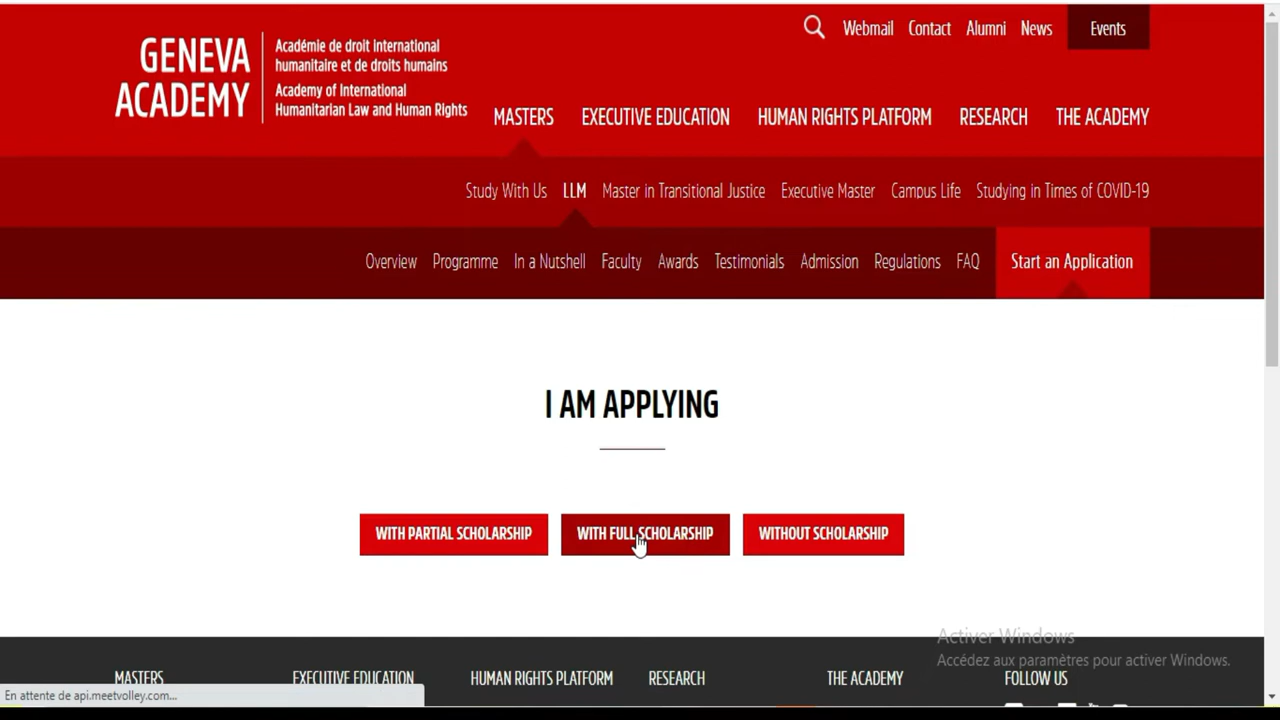 Webmail Contact Alumni News Events
GENEVA
ACADEMY
Académie de droit international
humanitaire et de droits humains
Academy of International
Humanitarian Law and Human Rights
MASTERS EXECUTIVE EDUCATION HUMAN RIGHTS PLATFORM RESEARCH THE ACADEMY
Study With Us LLM Master in Transitional Justice Executive Master Campus Life Studying in Times of COVID-19
Overview Programme In a Nutshell Faculty Awards Testimonials Admission Regulations FAQ Start an Application
I AM APPLYING
WITH PARTIAL SCHOLARSHIP WITH FULL SCHOLARSHIP WITHOUT SCHOLARSHIP
Activer Windows
Accédez aux paramètres pour activer Windows.
MASTERS EXECUTIVE EDUCATION HUMAN RIGHTS PLATFORM RESEARCH THE ACADEMY FOLLOW US
En attente de api.meetvolley.com...